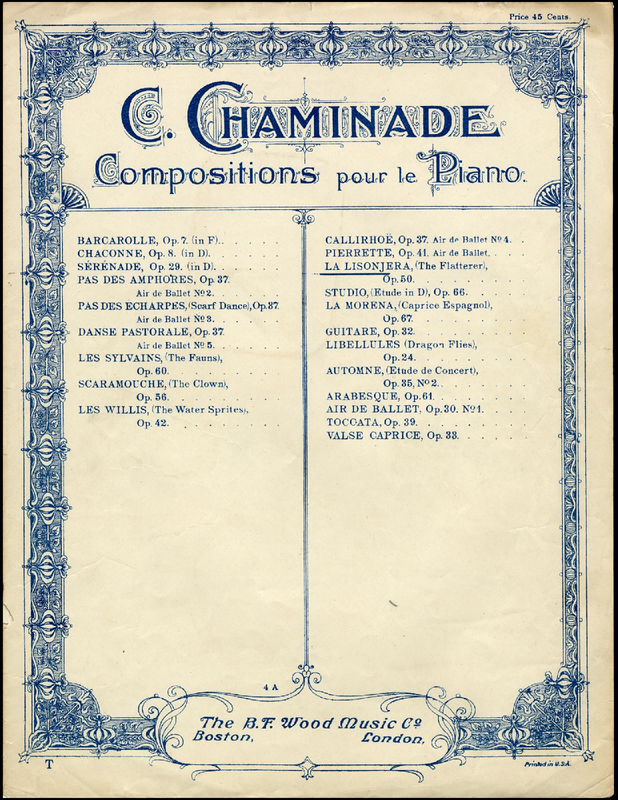 Price 45 Cents.
C. CHAMINADE
Compositions pour le Piano.
BARCAROLLE, Op. 7. (in F).
CHACONNE, Op. 8. (in D).
SÉRÉNADE, Op. 29. (in D).
PAS DES AMPHORES, Op. 37.
Air de Ballet No 2.
PAS DES ECHARPES, (Scarf Dance), Op. 37.
Air de Ballet No 3.
DANSE PASTORALE, Op. 37.
Air de Ballet No 5.
LES SYLVAINS, (The Fauns),
Op. 60.
SCARAMOUCHE, (The Clown),
Op. 56.
LES WILLIS, (The Water Sprites),
Op. 42.
CALLIRHOË, Op. 37. Air de Ballet No 4.
PIERRETTE, Op. 41. Air de Ballet.
LA LISONJERA, (The Flatterer),
Op. 50.
STUDIO, (Etude in D), Op. 66.
LA MORENA, (Caprice Espagnol),
Op. 67.
GUITARE, Op. 32.
LIBELLULES (Dragon Flies),
Op. 24.
AUTOMNE, (Etude de Concert),
Op. 35, No 2.
ARABESQUE, Op. 61.
AIR DE BALLET, Op. 30. No 1.
TOCCATA, Op. 39.
VALSE CAPRICE, Op. 33.
4 A
The B.F. Wood Music Co
Boston, London,
T
Printed in U.S.A.